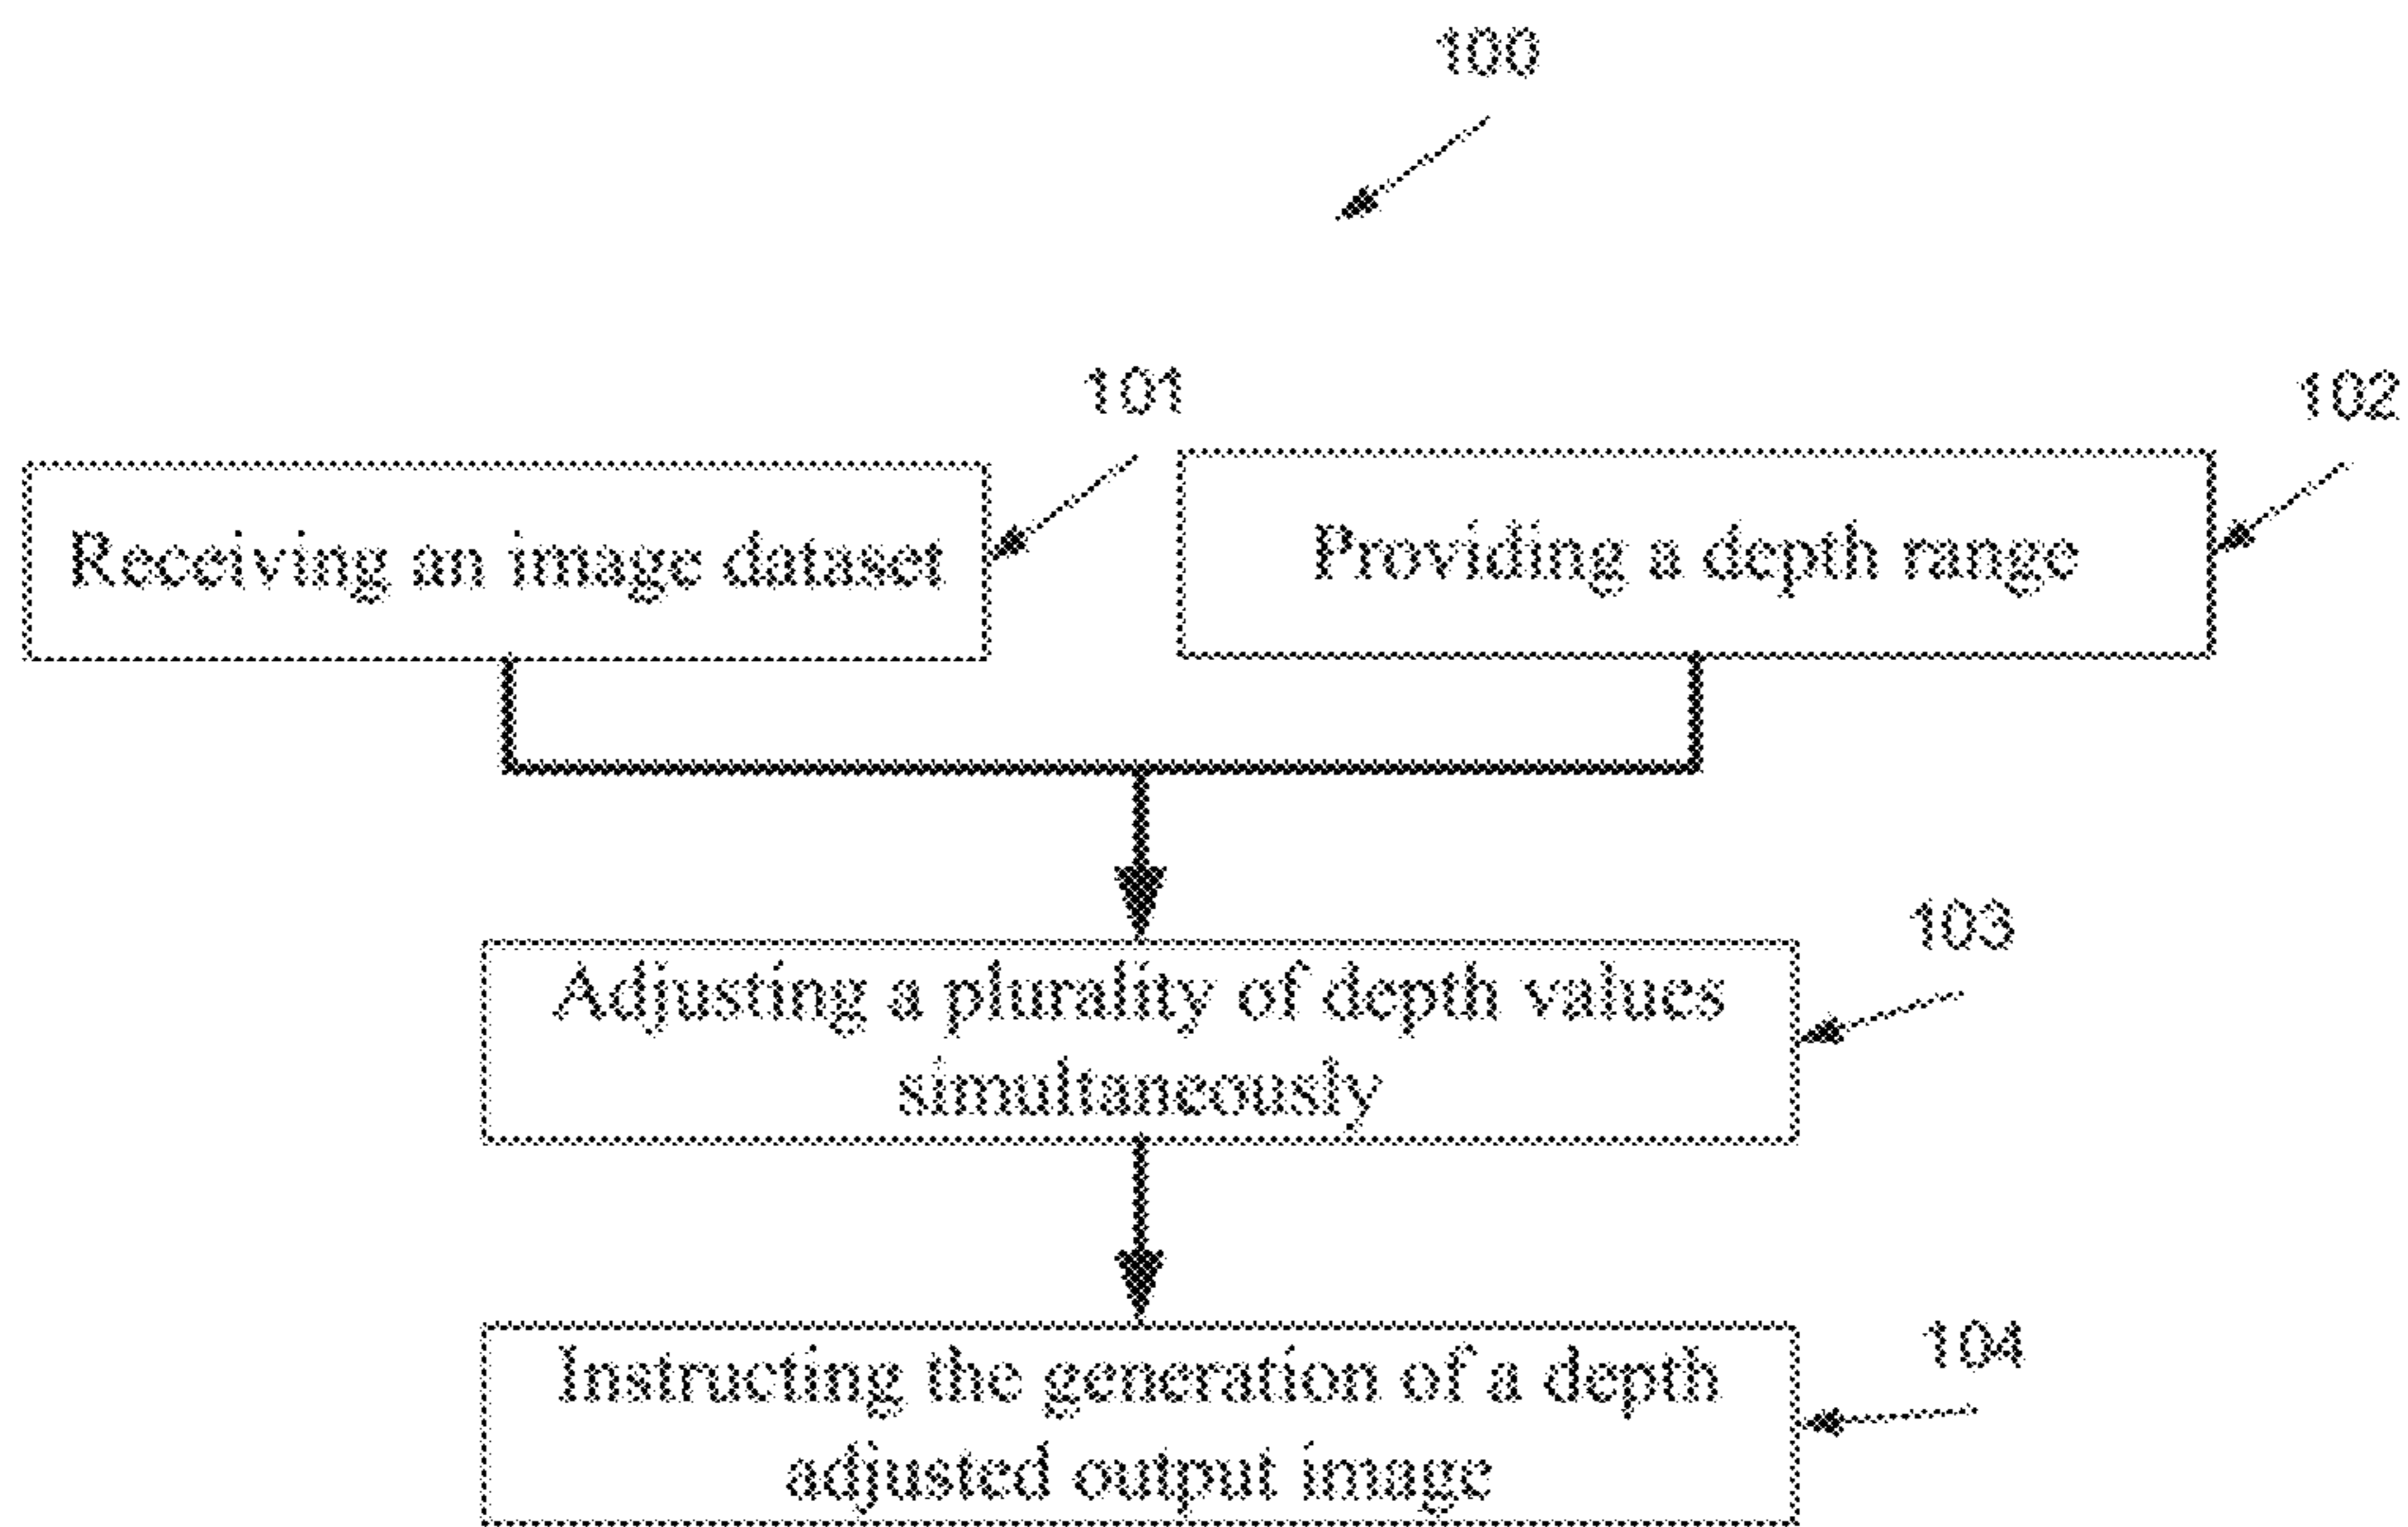 100
101
102
Receiving an image dataset
Providing a depth range
103
Adjusting a plurality of depth values
simultaneously
104
Instructing the generation of a depth
adjusted output image